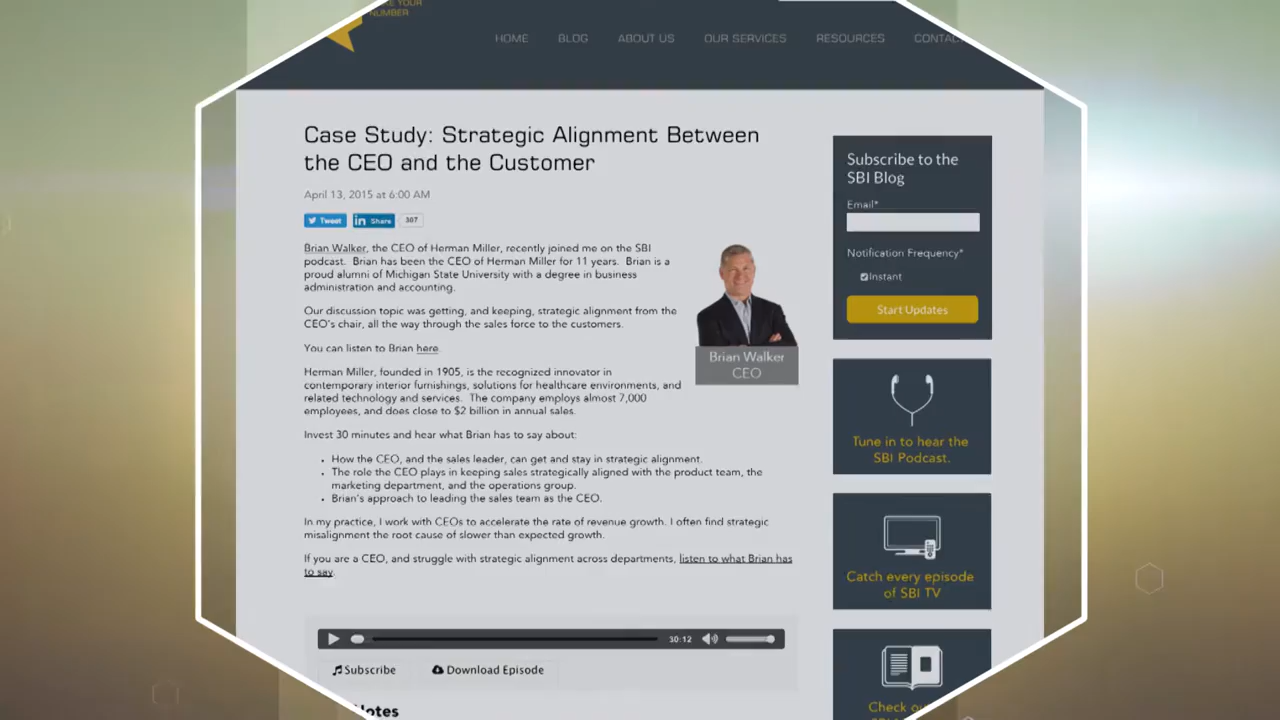 NUMBER
HOME BLOG ABOUT US OUR SERVICES RESOURCES
Case Study: Strategic Alignment Between
the CEO and the Customer
April 13, 2015 at 6:00 AM
Tweet Share 307
Brian Walker, the CEO of Herman Miller, recently joined me on the SBI
podcast. Brian has been the CEO of Herman Miller for 11 years. Brian is a
proud alumni of Michigan State University with a degree in business
administration and accounting.
Our discussion topic was getting, and keeping, strategic alignment from the
CEO's chair, all the way through the sales force to the customers.
You can listen to Brian here.
Herman Miller, founded in 1905, is the recognized innovator in
contemporary interior furnishings, solutions for healthcare environments, and
related technology and services. The company employs almost 7,000
employees, and does close to $2 billion in annual sales.
Brian Walker
CEO
Invest 30 minutes and hear what Brian has to say about:
• How the CEO, and the sales leader, can get and stay in strategic alignment.
• The role the CEO plays in keeping sales strategically aligned with the product team, the
marketing department, and the operations group.
• Brian's approach to leading the sales team as the CEO.
In my practice, I work with CEOs to accelerate the rate of revenue growth. I often find strategic
misalignment the root cause of slower than expected growth.
If you are a CEO, and struggle with strategic alignment across departments, listen to what Brian has
to say.
30:12
Subscribe Download Episode
Subscribe to the
SBI Blog
Email*
Notification Frequency*
Instant
Start Updates
Tune in to hear the
SBI Podcast.
Catch every episode
of SBI TV
Check